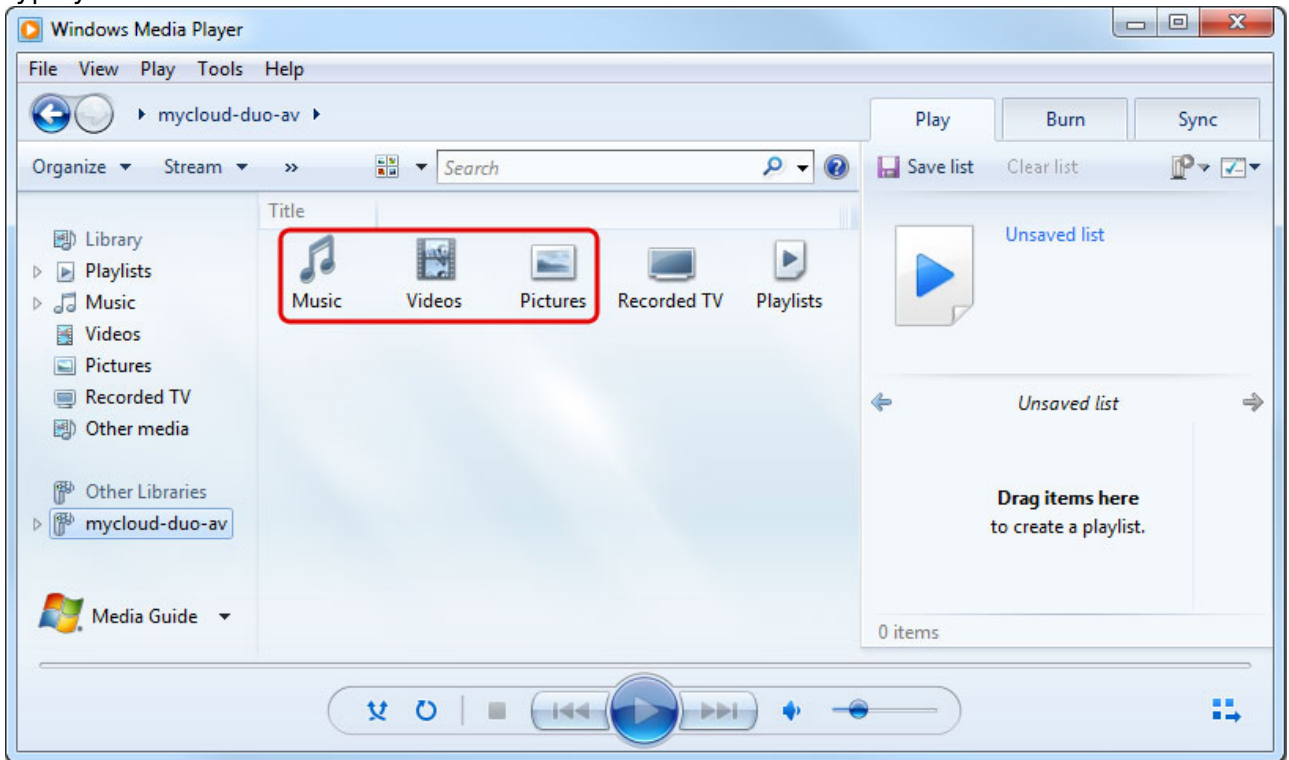 Windows Media Player
File View Play Tools Help
mycloud-duo-av
Play Burn Sync
Organize Stream » Search
Save list Clear list
Title
Library
Playlists
Music
Videos
Pictures
Recorded TV
Other media
Other Libraries
mycloud-duo-av
Media Guide
Music Videos Pictures Recorded TV Playlists
Unsaved list
Unsaved list
Drag items here
to create a playlist.
0 items